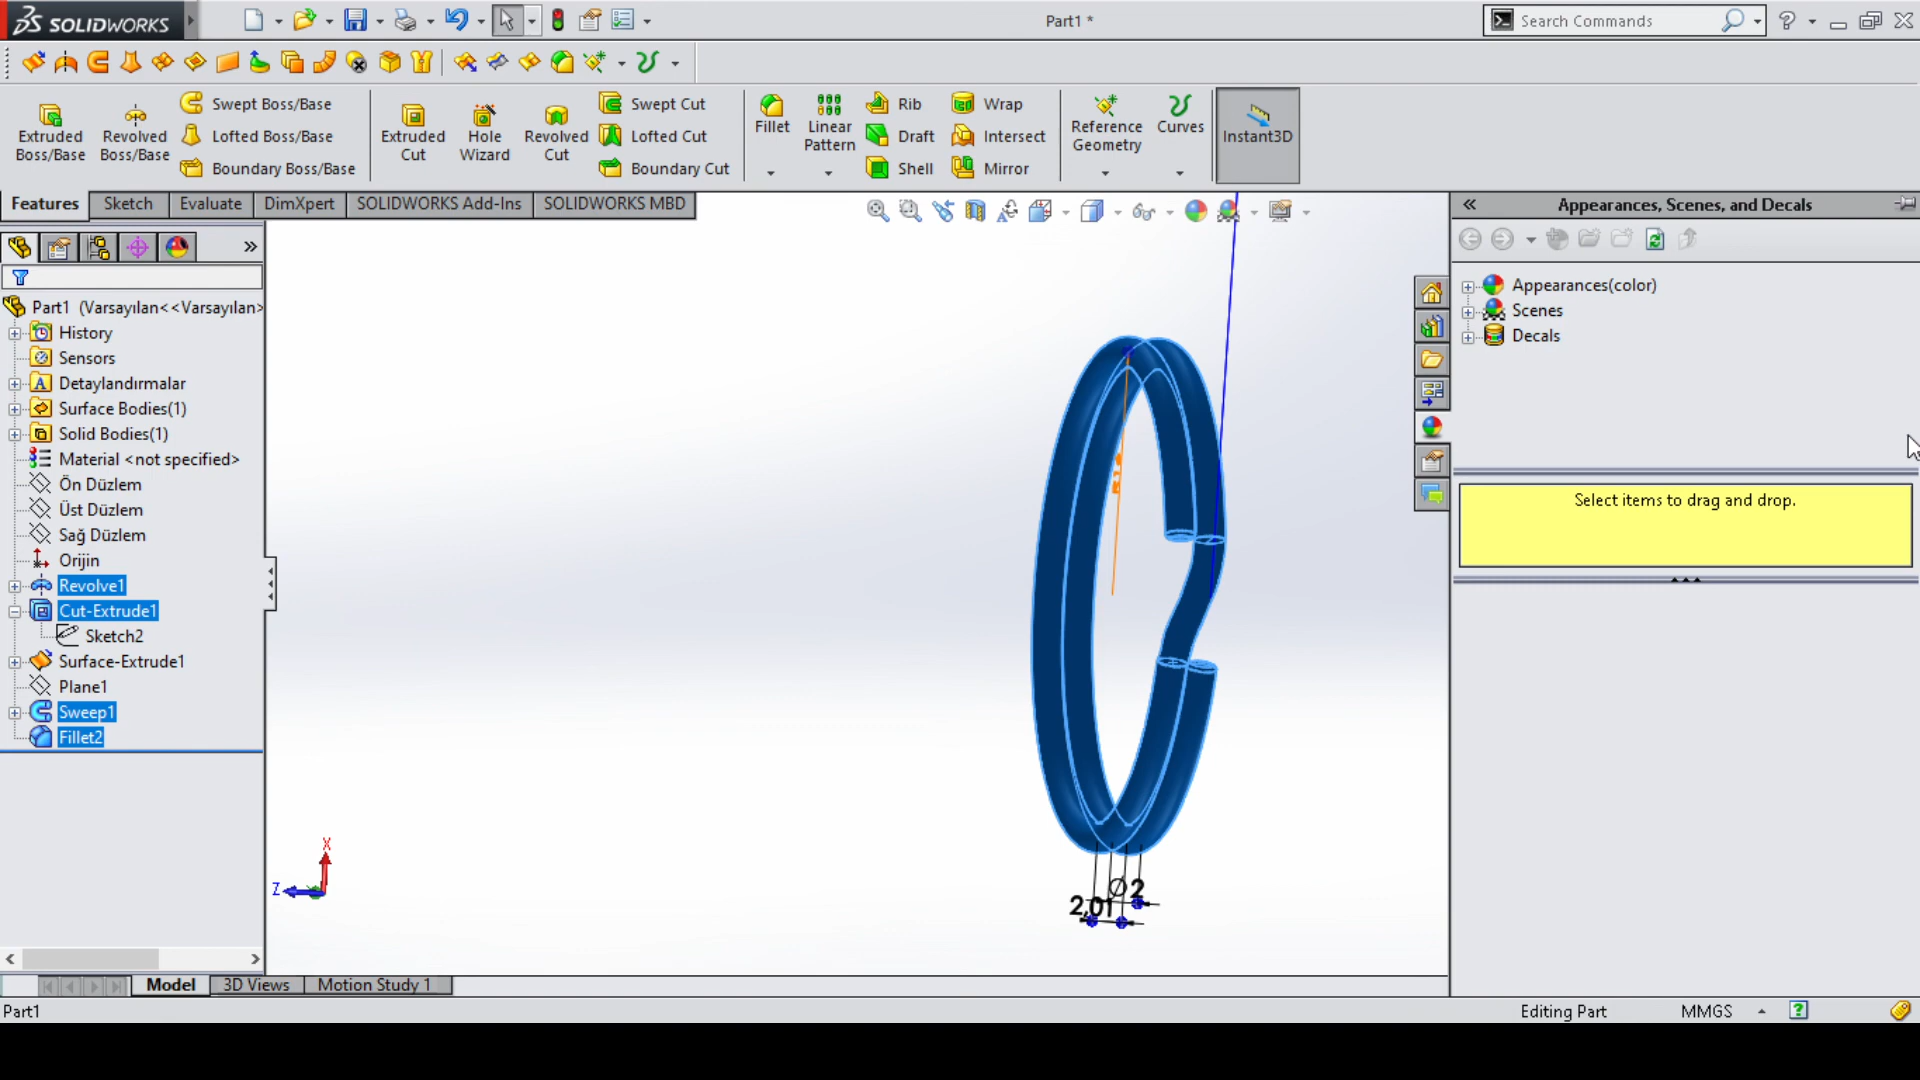 SOLIDWORKS
Part1 *
Search Commands
Extruded Boss/Base
Revolved Boss/Base
Swept Boss/Base
Lofted Boss/Base
Boundary Boss/Base
Extruded Cut
Hole Wizard
Revolved Cut
Swept Cut
Lofted Cut
Boundary Cut
Fillet
Linear Pattern
Rib
Draft
Shell
Wrap
Intersect
Mirror
Reference Geometry
Curves
Instant3D
Features
Sketch
Evaluate
DimXpert
SOLIDWORKS Add-Ins
SOLIDWORKS MBD
Part1 (Varsayılan<<Varsayılan>
History
Sensors
Detaylandırmalar
Surface Bodies(1)
Solid Bodies(1)
Material <not specified>
Ön Düzlem
Üst Düzlem
Sağ Düzlem
Orijin
Revolve1
Cut-Extrude1
Sketch2
Surface-Extrude1
Plane1
Sweep1
Fillet2
X
Z
∅2
2,01
Appearances, Scenes, and Decals
Appearances(color)
Scenes
Decals
Select items to drag and drop.
Model
3D Views
Motion Study 1
Part1
Editing Part
MMGS